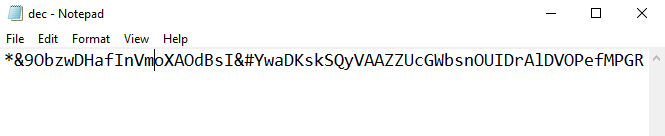 dec - Notepad
File Edit Format View Help
*&9ObzwDHafInVmoXAOdBsI&#YwaDKskSQyVAAZZUcGWbsnOUIDrAlDVOPefMPGR